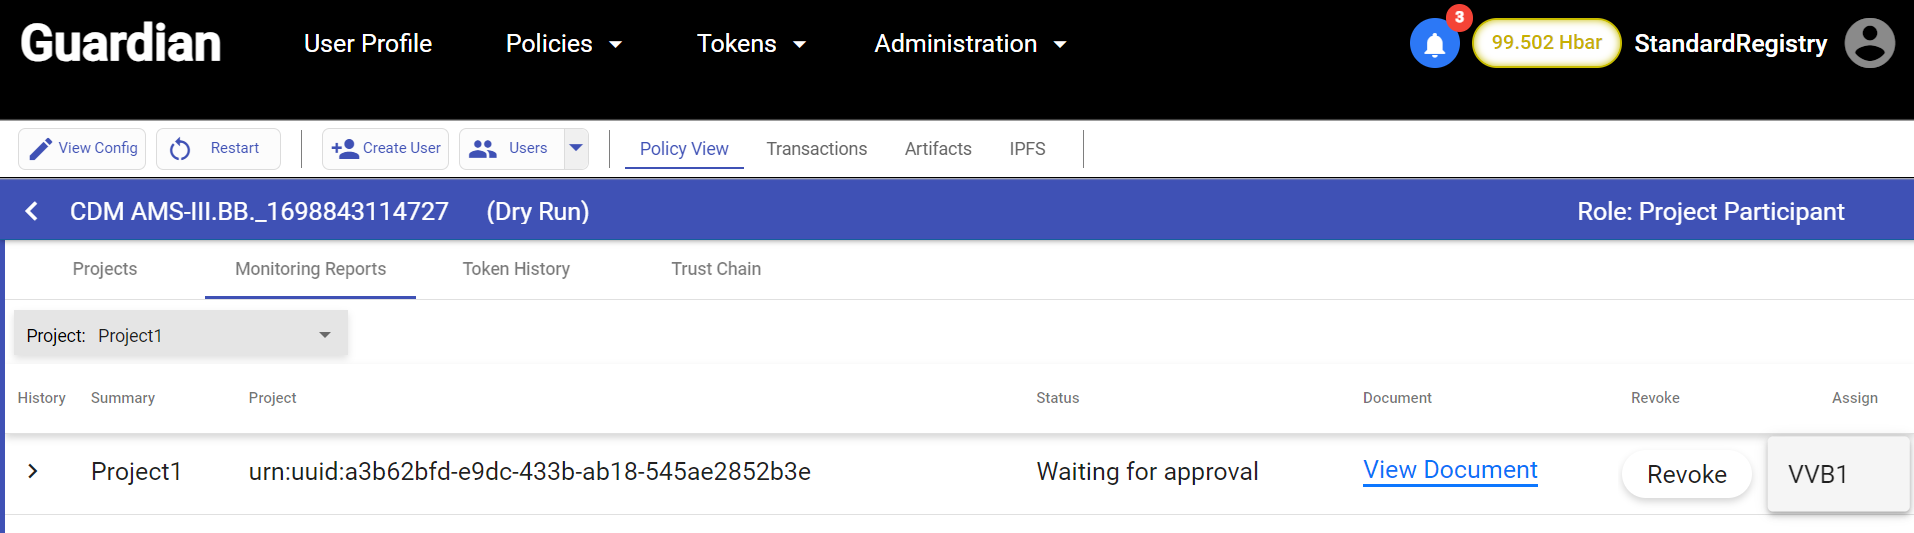 Guardian User Profile Policies Tokens Administration 3 99.502 Hbar StandardRegistry
View Config Restart Create User Users Policy View Transactions Artifacts IPFS
CDM AMS-III.BB._1698843114727 (Dry Run) Role: Project Participant
Projects Monitoring Reports Token History Trust Chain
Project: Project1
History Summary Project Status Document Revoke Assign
Project1 urn:uuid:a3b62bfd-e9dc-433b-ab18-545ae2852b3e Waiting for approval View Document Revoke VVB1